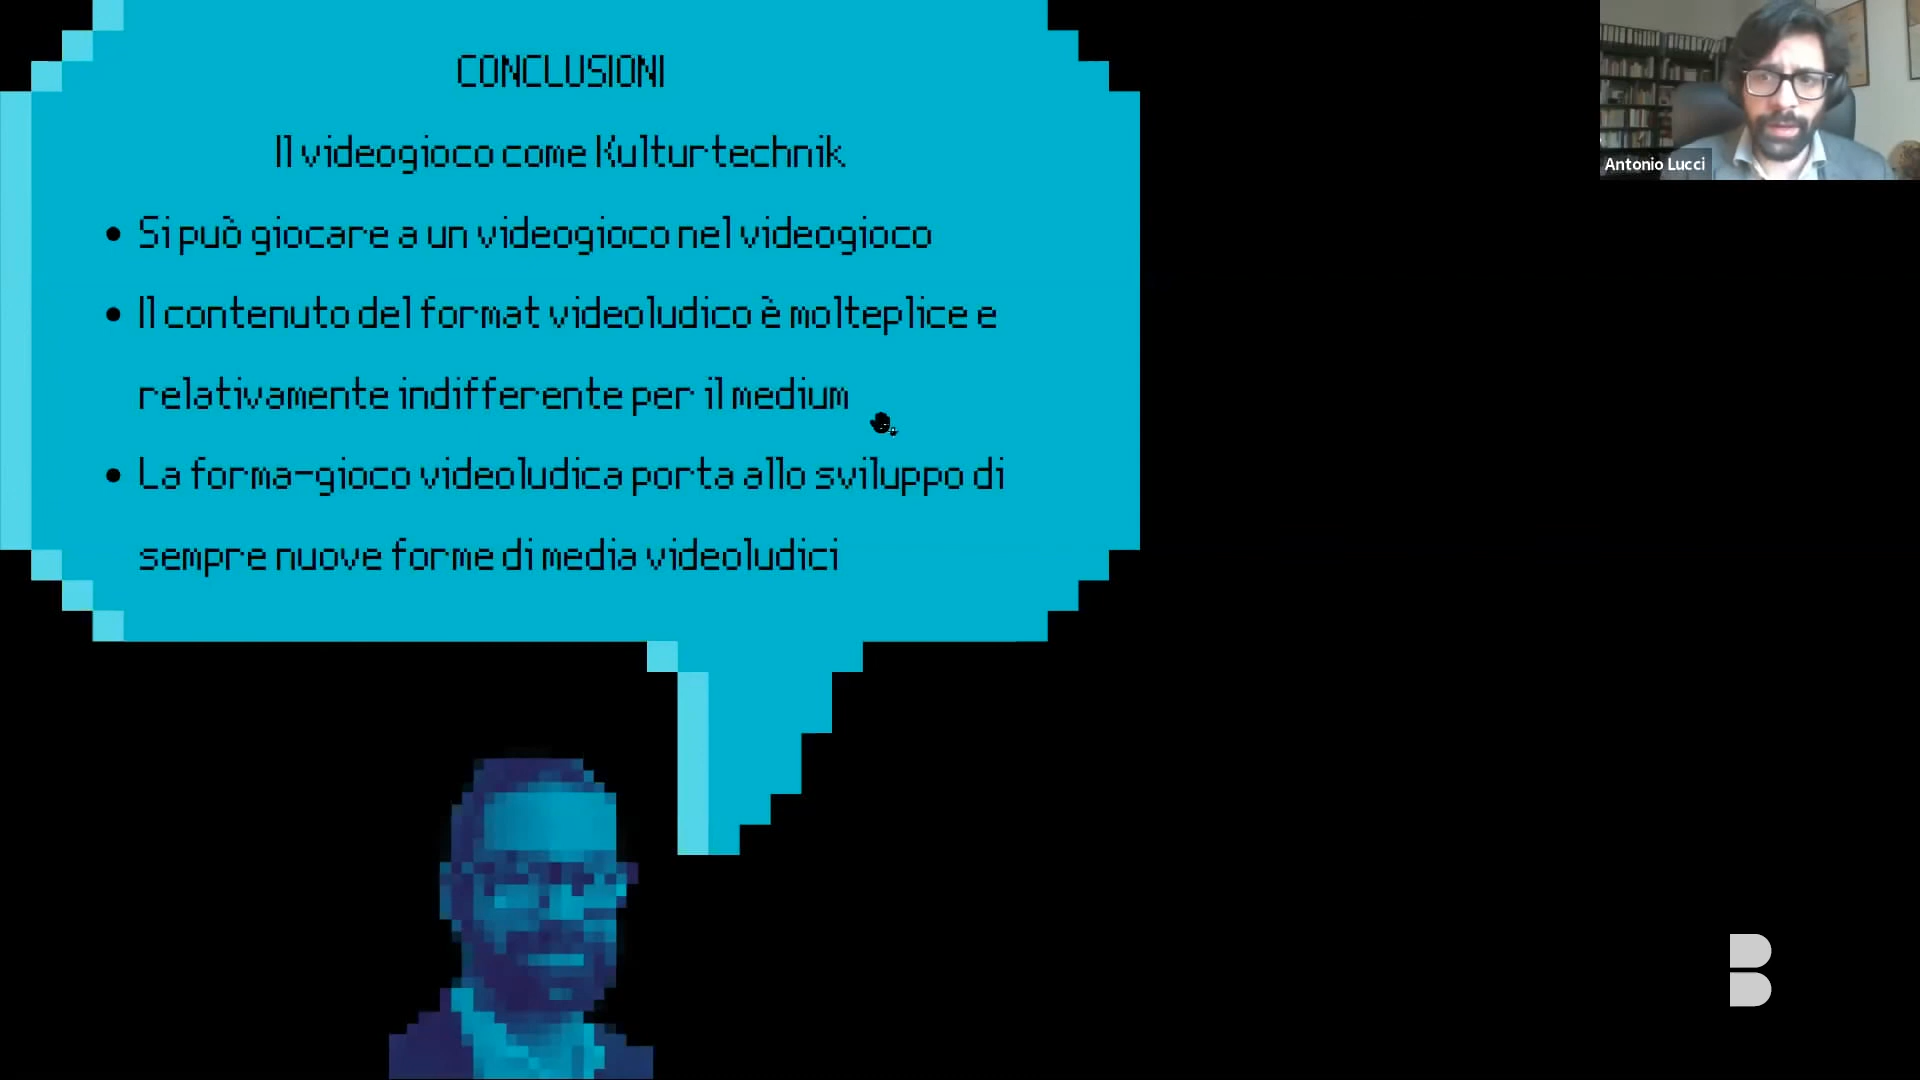 CONCLUSIONI
Il videogioco come Kulturtechnik
• Si può giocare a un videogioco nel videogioco
• Il contenuto del format videoludico è molteplice e
relativamente indifferente per il medium
• La forma-gioco videoludica porta allo sviluppo di
sempre nuove forme di media videoludici
Antonio Lucci
B